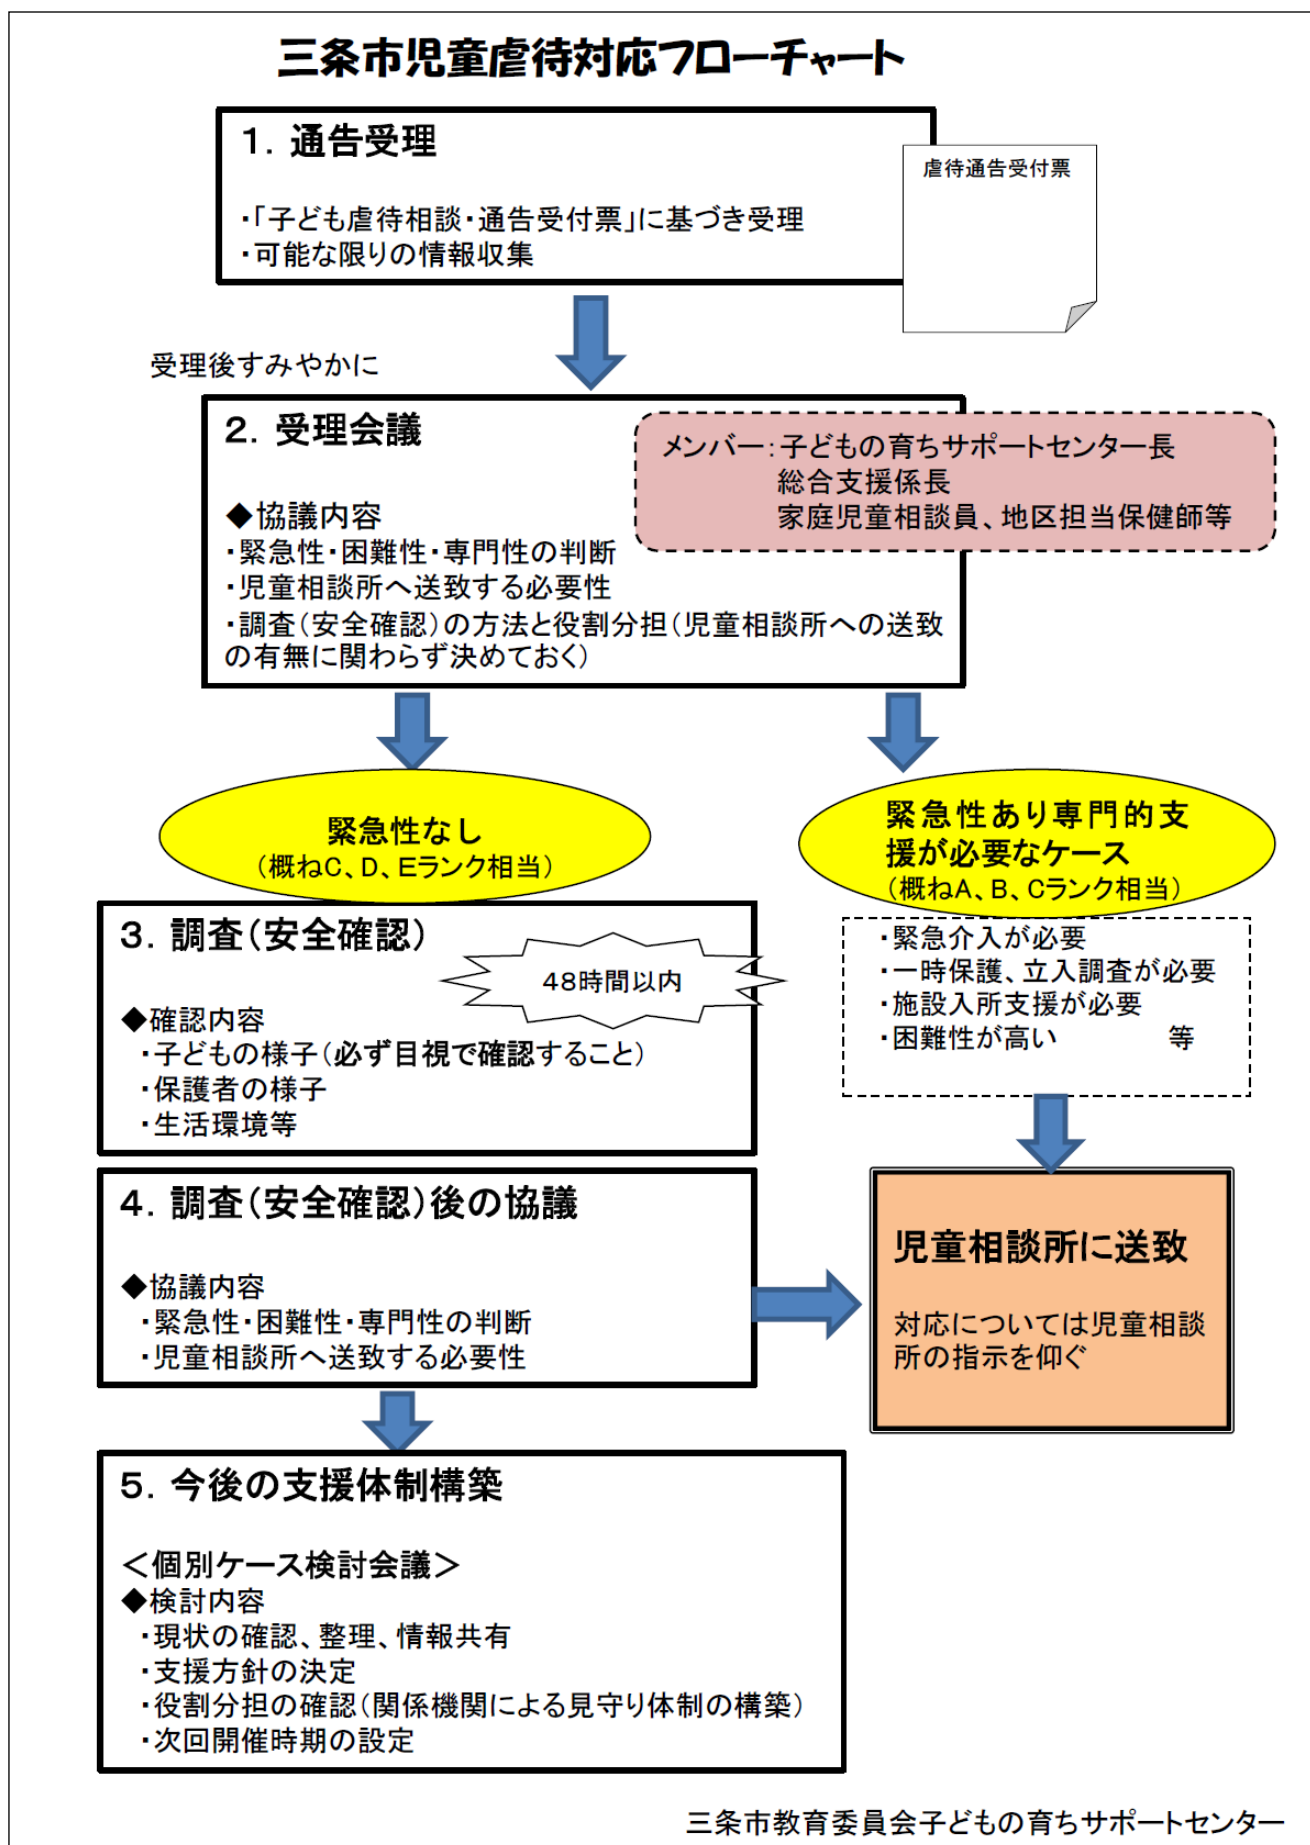 三条市児童虐待対応フローチャート
1．通告受理
・「子ども虐待相談・通告受付票」に基づき受理
・可能な限りの情報収集
虐待通告受付票
受理後すみやかに
2．受理会議
メンバー：子どもの育ちサポートセンター長
総合支援係長
家庭児童相談員、地区担当保健師等
◆協議内容
・緊急性・困難性・専門性の判断
・児童相談所へ送致する必要性
・調査（安全確認）の方法と役割分担（児童相談所への送致
の有無に関わらず決めておく）
緊急性なし
（概ねC、D、Eランク相当）
緊急性あり専門的支
援が必要なケース
（概ねA、B、Cランク相当）
・緊急介入が必要
・一時保護、立入調査が必要
・施設入所支援が必要
・困難性が高い　　　　等
3．調査（安全確認）
48時間以内
◆確認内容
・子どもの様子（必ず目視で確認すること）
・保護者の様子
・生活環境等
4．調査（安全確認）後の協議
◆協議内容
・緊急性・困難性・専門性の判断
・児童相談所へ送致する必要性
児童相談所に送致
対応については児童相談
所の指示を仰ぐ
5．今後の支援体制構築
＜個別ケース検討会議＞
◆検討内容
・現状の確認、整理、情報共有
・支援方針の決定
・役割分担の確認（関係機関による見守り体制の構築）
・次回開催時期の設定
三条市教育委員会子どもの育ちサポートセンター